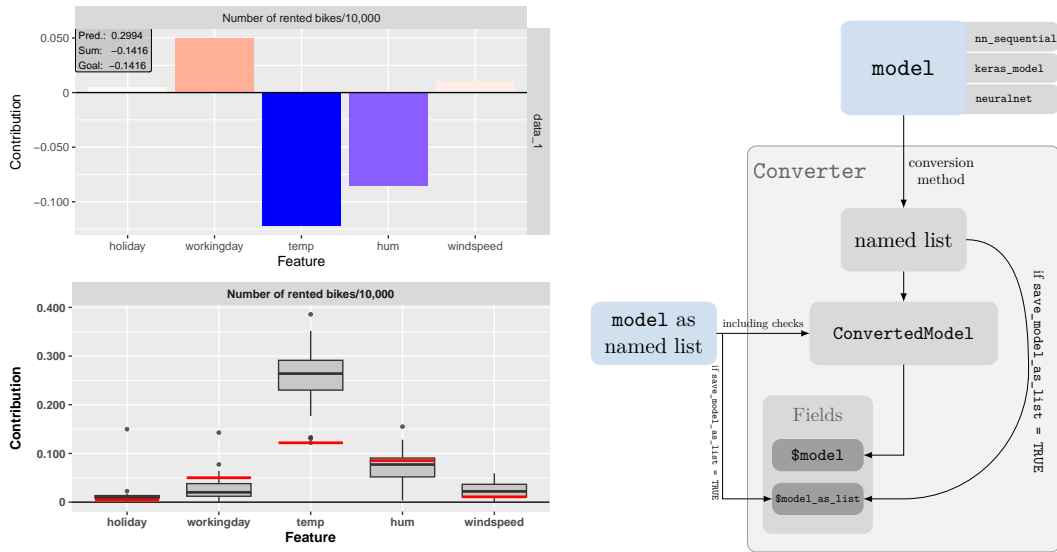 Number of rented bikes/10,000
Pred.: 0.2994
Sum: −0.1416
Goal: −0.1416
0.050
0
−0.050
−0.100
Contribution
data_1
holiday workingday temp hum windspeed
Feature
Number of rented bikes/10,000
0.400
0.300
0.200
0.100
0
Contribution
holiday workingday temp hum windspeed
Feature
model
nn_sequential
keras_model
neuralnet
Converter
conversion
method
named list
model as
named list
including checks
ConvertedModel
if save_model_as_list = TRUE
if save_model_as_list = TRUE
Fields
$model
$model_as_list